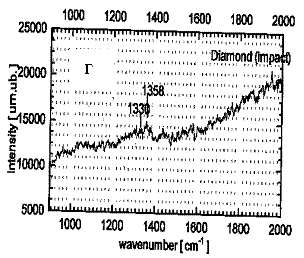 1000 1200 1400 1600 1800 2000
25000
Diamond (Impact)
20000
Γ
1358
1330
15000
10000
5000
Intensity [ um.ub. ]
1000 1200 1400 1600 1800 2000
wavenumber [ cm-1 ]